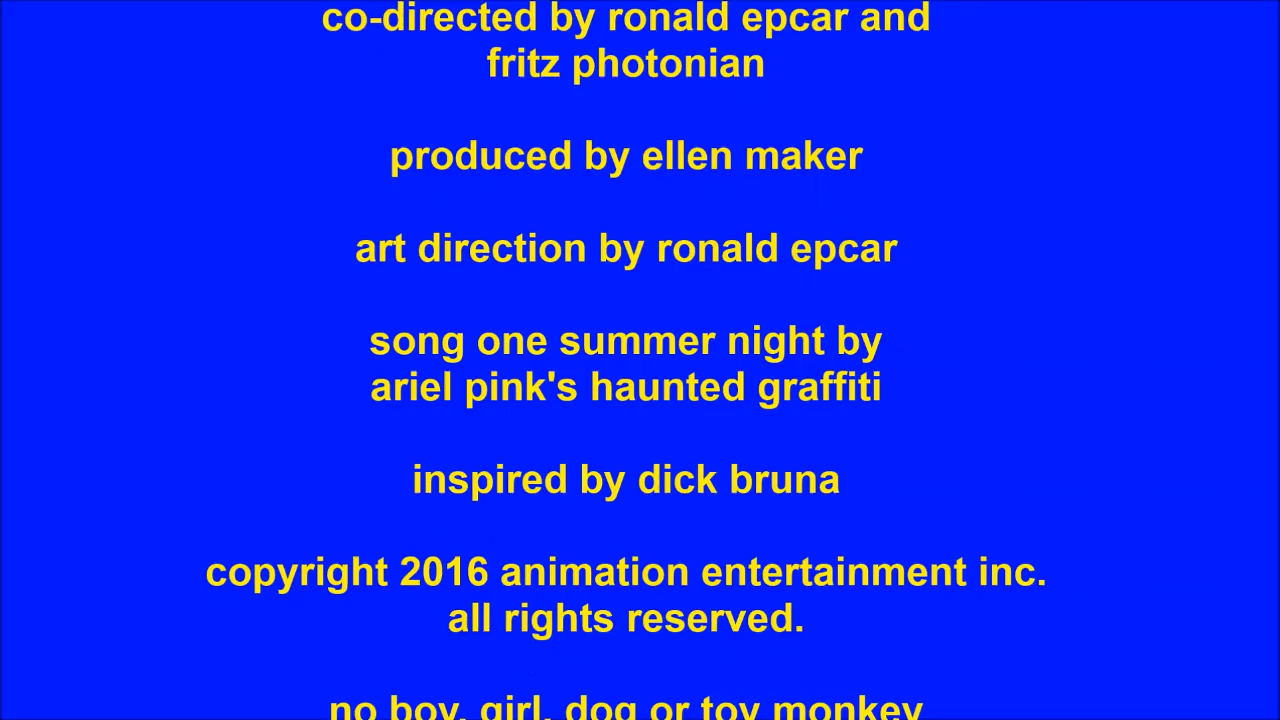 co-directed by ronald epcar and
fritz photonian
produced by ellen maker
art direction by ronald epcar
song one summer night by
ariel pink's haunted graffiti
inspired by dick bruna
copyright 2016 animation entertainment inc.
all rights reserved.
no boy, girl, dog or toy monkey